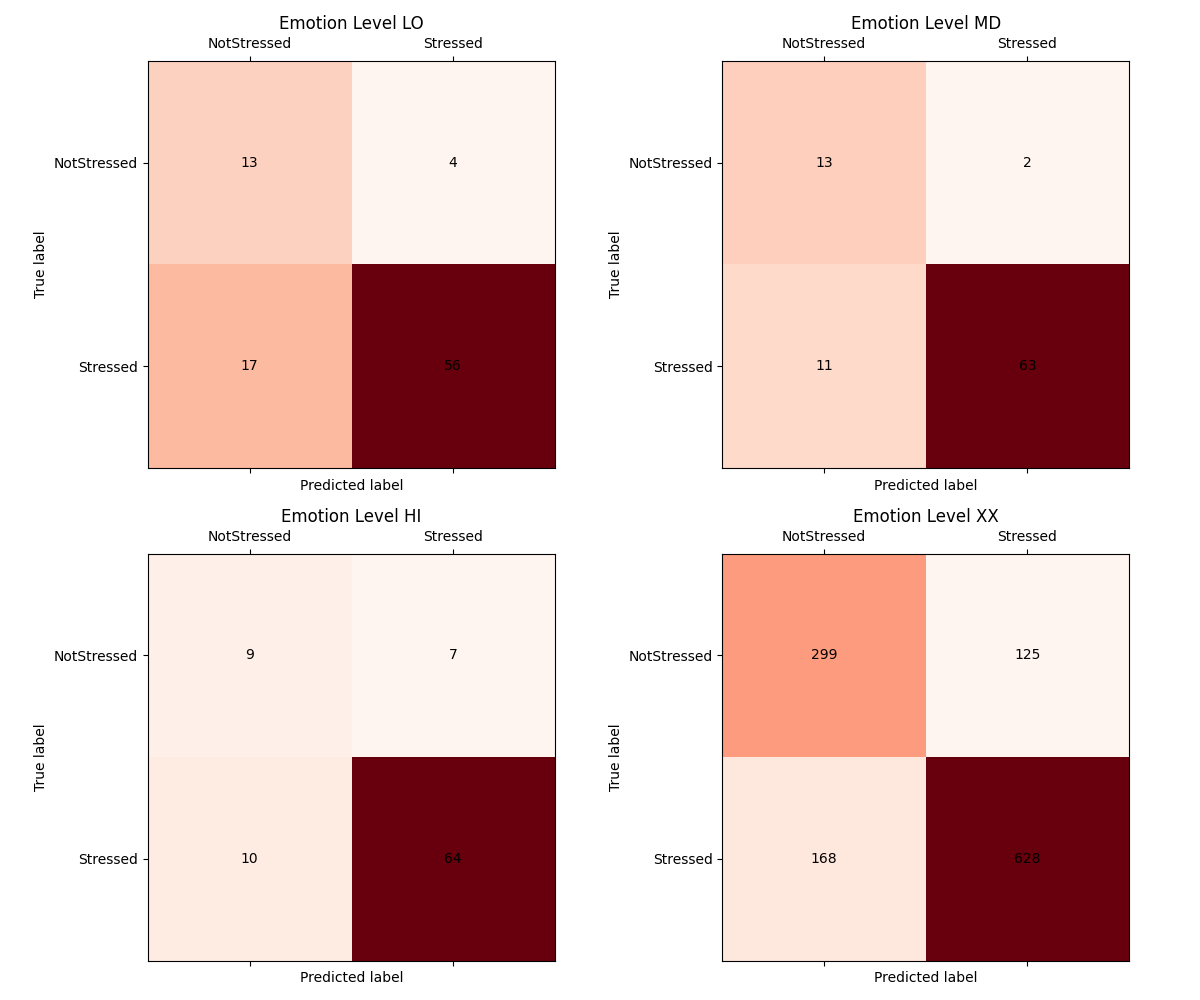 Emotion Level LO
NotStressed Stressed
NotStressed 13 4
True label
Stressed 17 56
Predicted label
Emotion Level MD
NotStressed Stressed
NotStressed 13 2
True label
Stressed 11 63
Predicted label
Emotion Level HI
NotStressed Stressed
NotStressed 9 7
True label
Stressed 10 64
Predicted label
Emotion Level XX
NotStressed Stressed
NotStressed 299 125
True label
Stressed 168 628
Predicted label